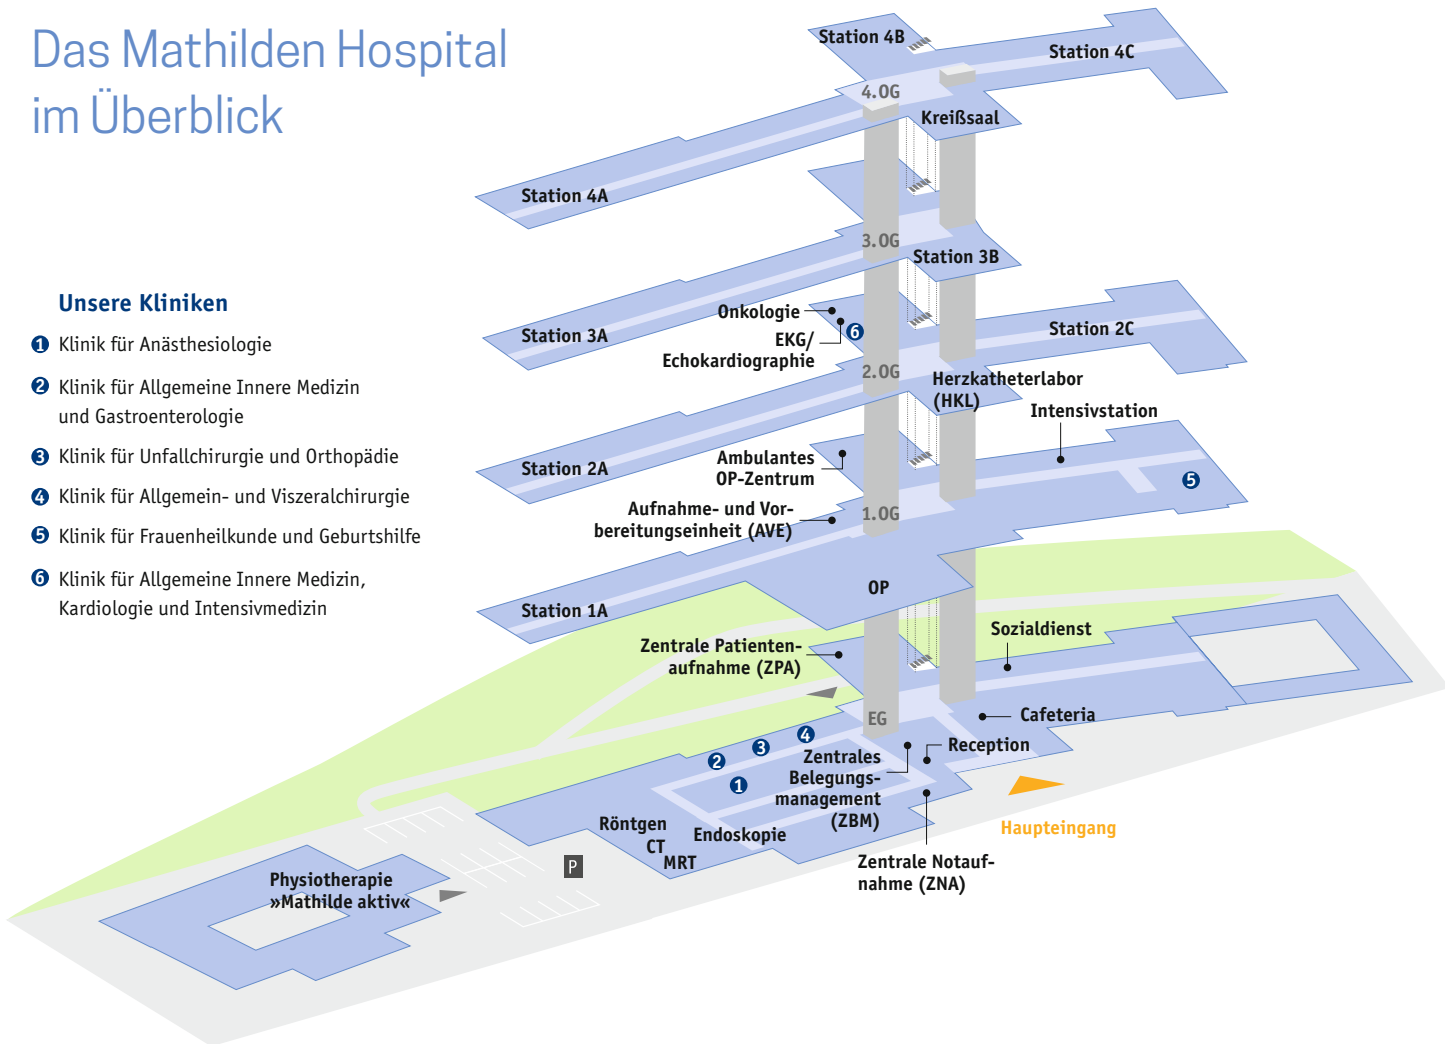 Das Mathilden Hospital
im Überblick
Unsere Kliniken
1 Klinik für Anästhesiologie
2 Klinik für Allgemeine Innere Medizin
und Gastroenterologie
3 Klinik für Unfallchirurgie und Orthopädie
4 Klinik für Allgemein- und Viszeralchirurgie
5 Klinik für Frauenheilkunde und Geburtshilfe
6 Klinik für Allgemeine Innere Medizin,
Kardiologie und Intensivmedizin
Station 4B
Station 4C
4.OG
Kreißsaal
Station 4A
3.OG
Station 3B
Station 3A
Onkologie
6
EKG/
Echokardiographie
Station 2C
2.OG
Herzkatheterlabor
(HKL)
Station 2A
Intensivstation
Ambulantes
OP-Zentrum
5
Aufnahme- und Vor-
bereitungseinheit (AVE)
1.OG
OP
Station 1A
Zentrale Patienten-
aufnahme (ZPA)
Sozialdienst
EG
Cafeteria
Reception
4
3
2
1
Zentrales
Belegungs-
management
(ZBM)
Haupteingang
Röntgen
CT
MRT
Endoskopie
Zentrale Notauf-
nahme (ZNA)
P
Physiotherapie
»Mathilde aktiv«